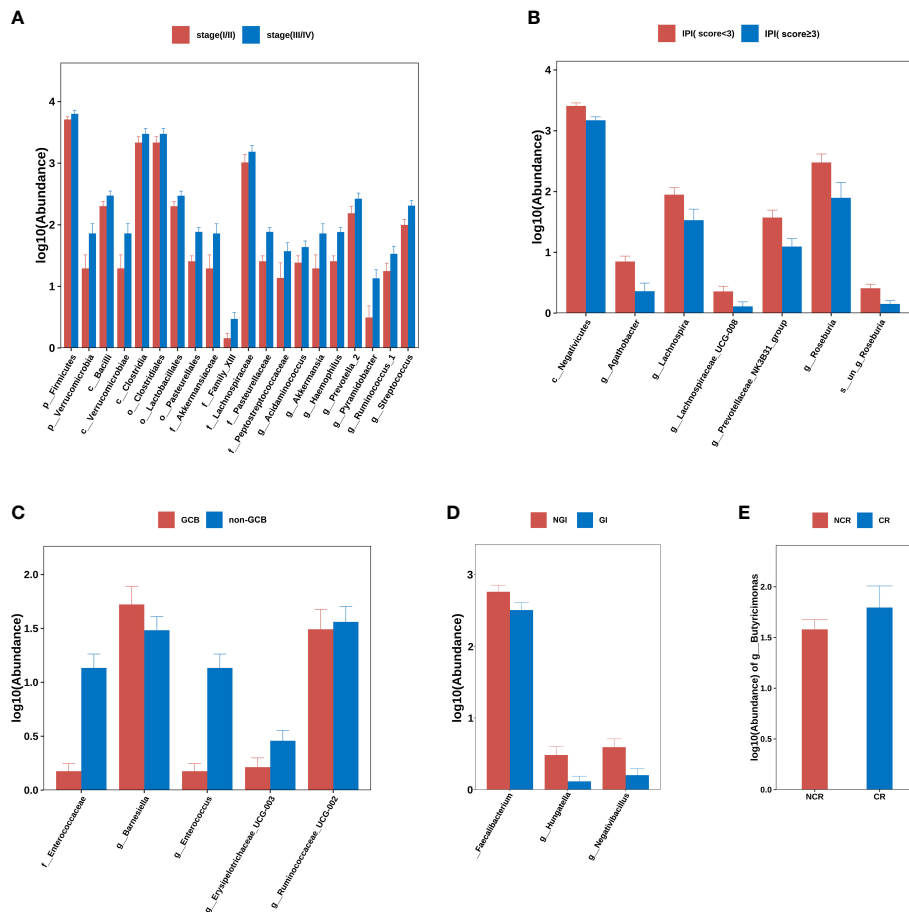 A
stage(I/II) stage(III/IV)
log10(Abundance)
4
3
2
1
0
p__Firmicutes
p__Verrucomicrobia
c__Bacilli
c__Verrucomicrobiae
c__Clostridia
o__Clostridiales
o__Lactobacillales
o__Pasteurellales
f__Akkermansiaceae
f__Family_XIII
f__Lachnospiraceae
f__Pasteurellaceae
f__Peptostreptococcaceae
g__Acidaminococcus
g__Akkermansia
g__Haemophilus
g__Prevotella_2
g__Pyramidobacter
g__Ruminococcus_1
g__Streptococcus
B
IPI( score<3) IPI( score≥3)
log10(Abundance)
4
3
2
1
0
c__Negativicutes
g__Agathobacter
g__Lachnospira
g__Lachnospiraceae_UCG-008
g__Prevotellaceae_NK3B31_group
g__Roseburia
s__un_g_Roseburia
C
GCB non-GCB
log10(Abundance)
2.0
1.5
1.0
0.5
0.0
f__Enterococcaceae
g__Barnesiella
g__Enterococcus
g__Erysipelotrichaceae_UCG-003
g__Ruminococcaceae_UCG-002
D
NGI GI
log10(Abundance)
3
2
1
0
_Faecalibacterium
g__Hungatella
g__Negativibacillus
E
NCR CR
log10(Abundance) of g__Butyricimonas
2.0
1.5
1.0
0.5
0.0
NCR CR